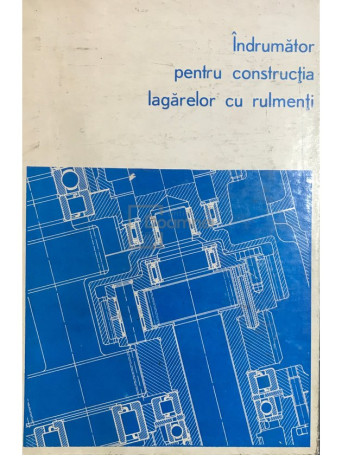 Îndrumător
pentru construcția
lagărelor cu rulmenți